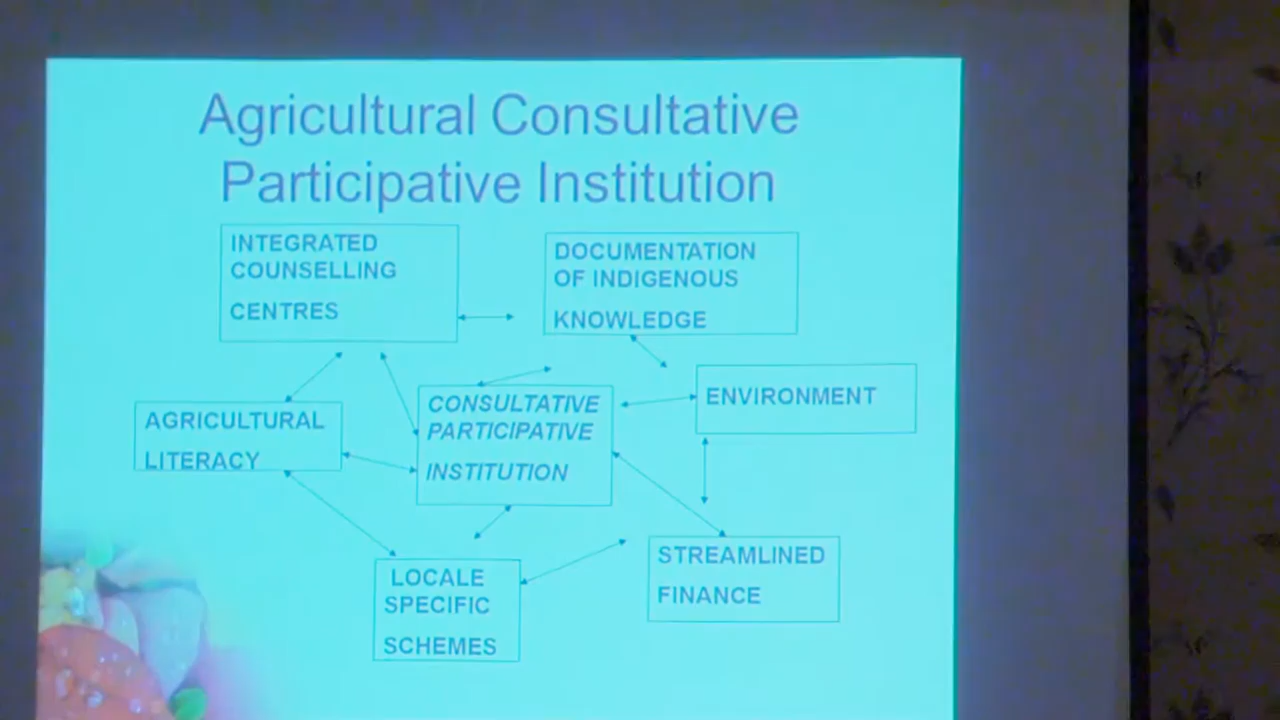 Agricultural Consultative
Participative Institution
INTEGRATED
COUNSELLING
CENTRES
DOCUMENTATION
OF INDIGENOUS
KNOWLEDGE
CONSULTATIVE
PARTICIPATIVE
INSTITUTION
ENVIRONMENT
AGRICULTURAL
LITERACY
LOCALE
SPECIFIC
SCHEMES
STREAMLINED
FINANCE